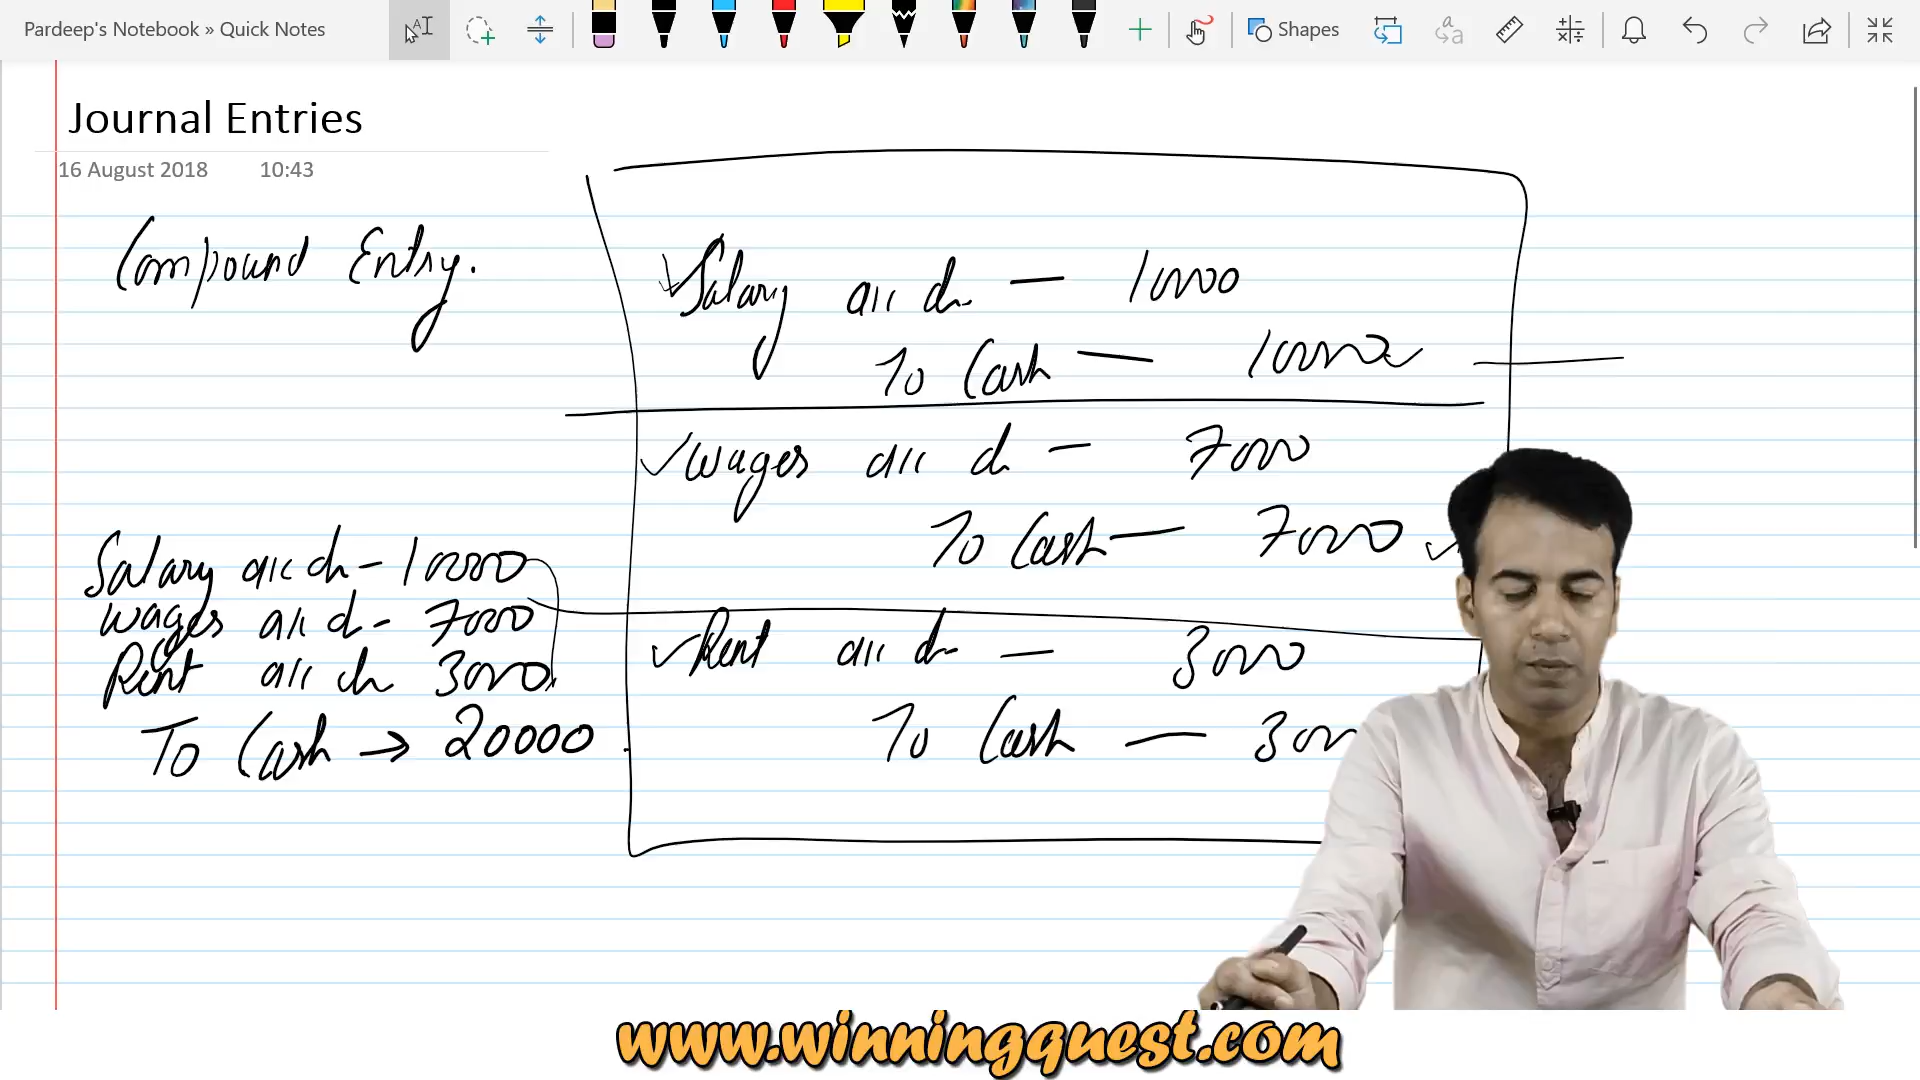 Pardeep's Notebook » Quick Notes
Shapes
Journal Entries
16 August 2018 10:43
Compound Entry.
Salary a/c dr - 10000
Wages a/c dr - 7000
Rent a/c dr 3000
To Cash → 20000
Salary a/c dr — 10000
To Cash — 10000
Wages a/c dr — 7000
To Cash — 7000
Rent a/c dr — 3000
To Cash —
www.winningquest.com